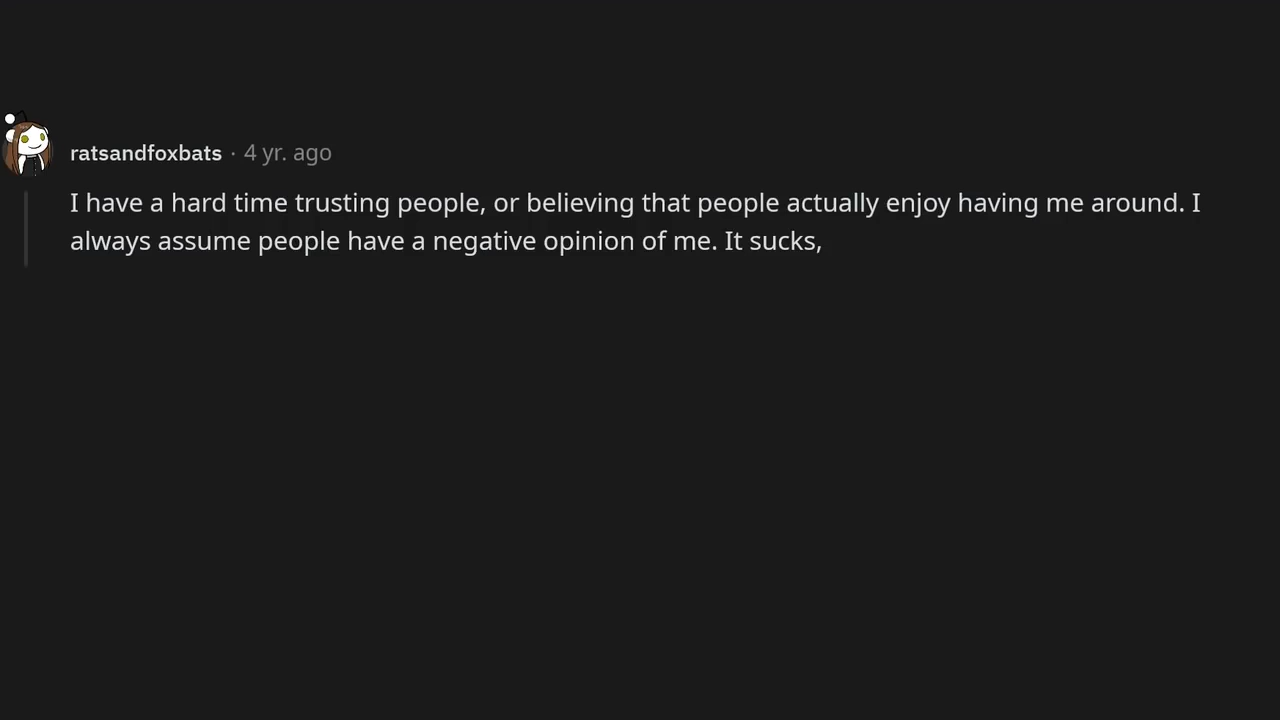 ratsandfoxbats · 4 yr. ago
I have a hard time trusting people, or believing that people actually enjoy having me around. I
always assume people have a negative opinion of me. It sucks,